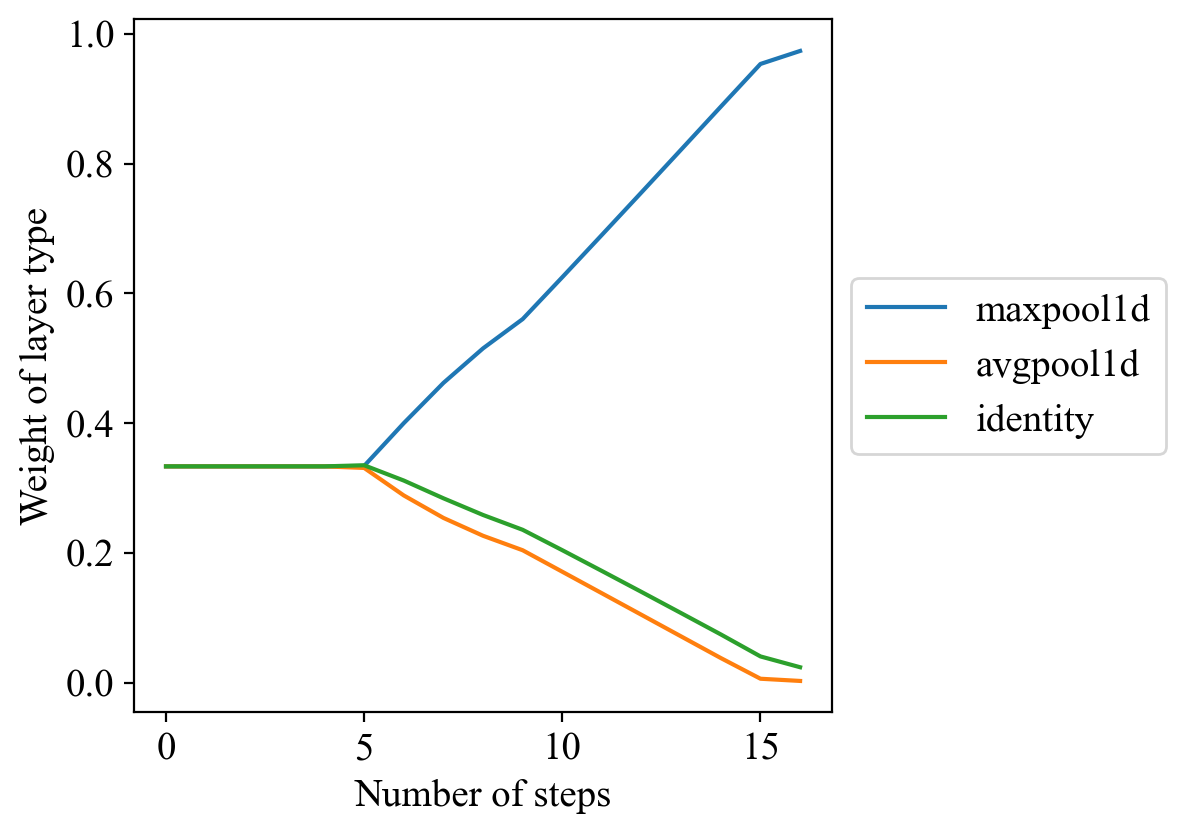 1.0
0.8
0.6
0.4
0.2
0.0
Weight of layer type
0 5 10 15
Number of steps
maxpool1d
avgpool1d
identity